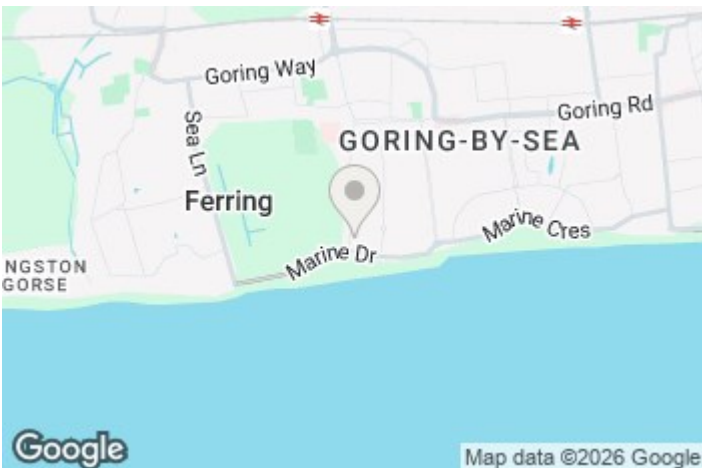 Goring Way
Goring Rd
Sea Ln
GORING-BY-SEA
Ferring
Marine Cres
Marine Dr
NGSTON
GORSE
Google
Map data ©2026 Google